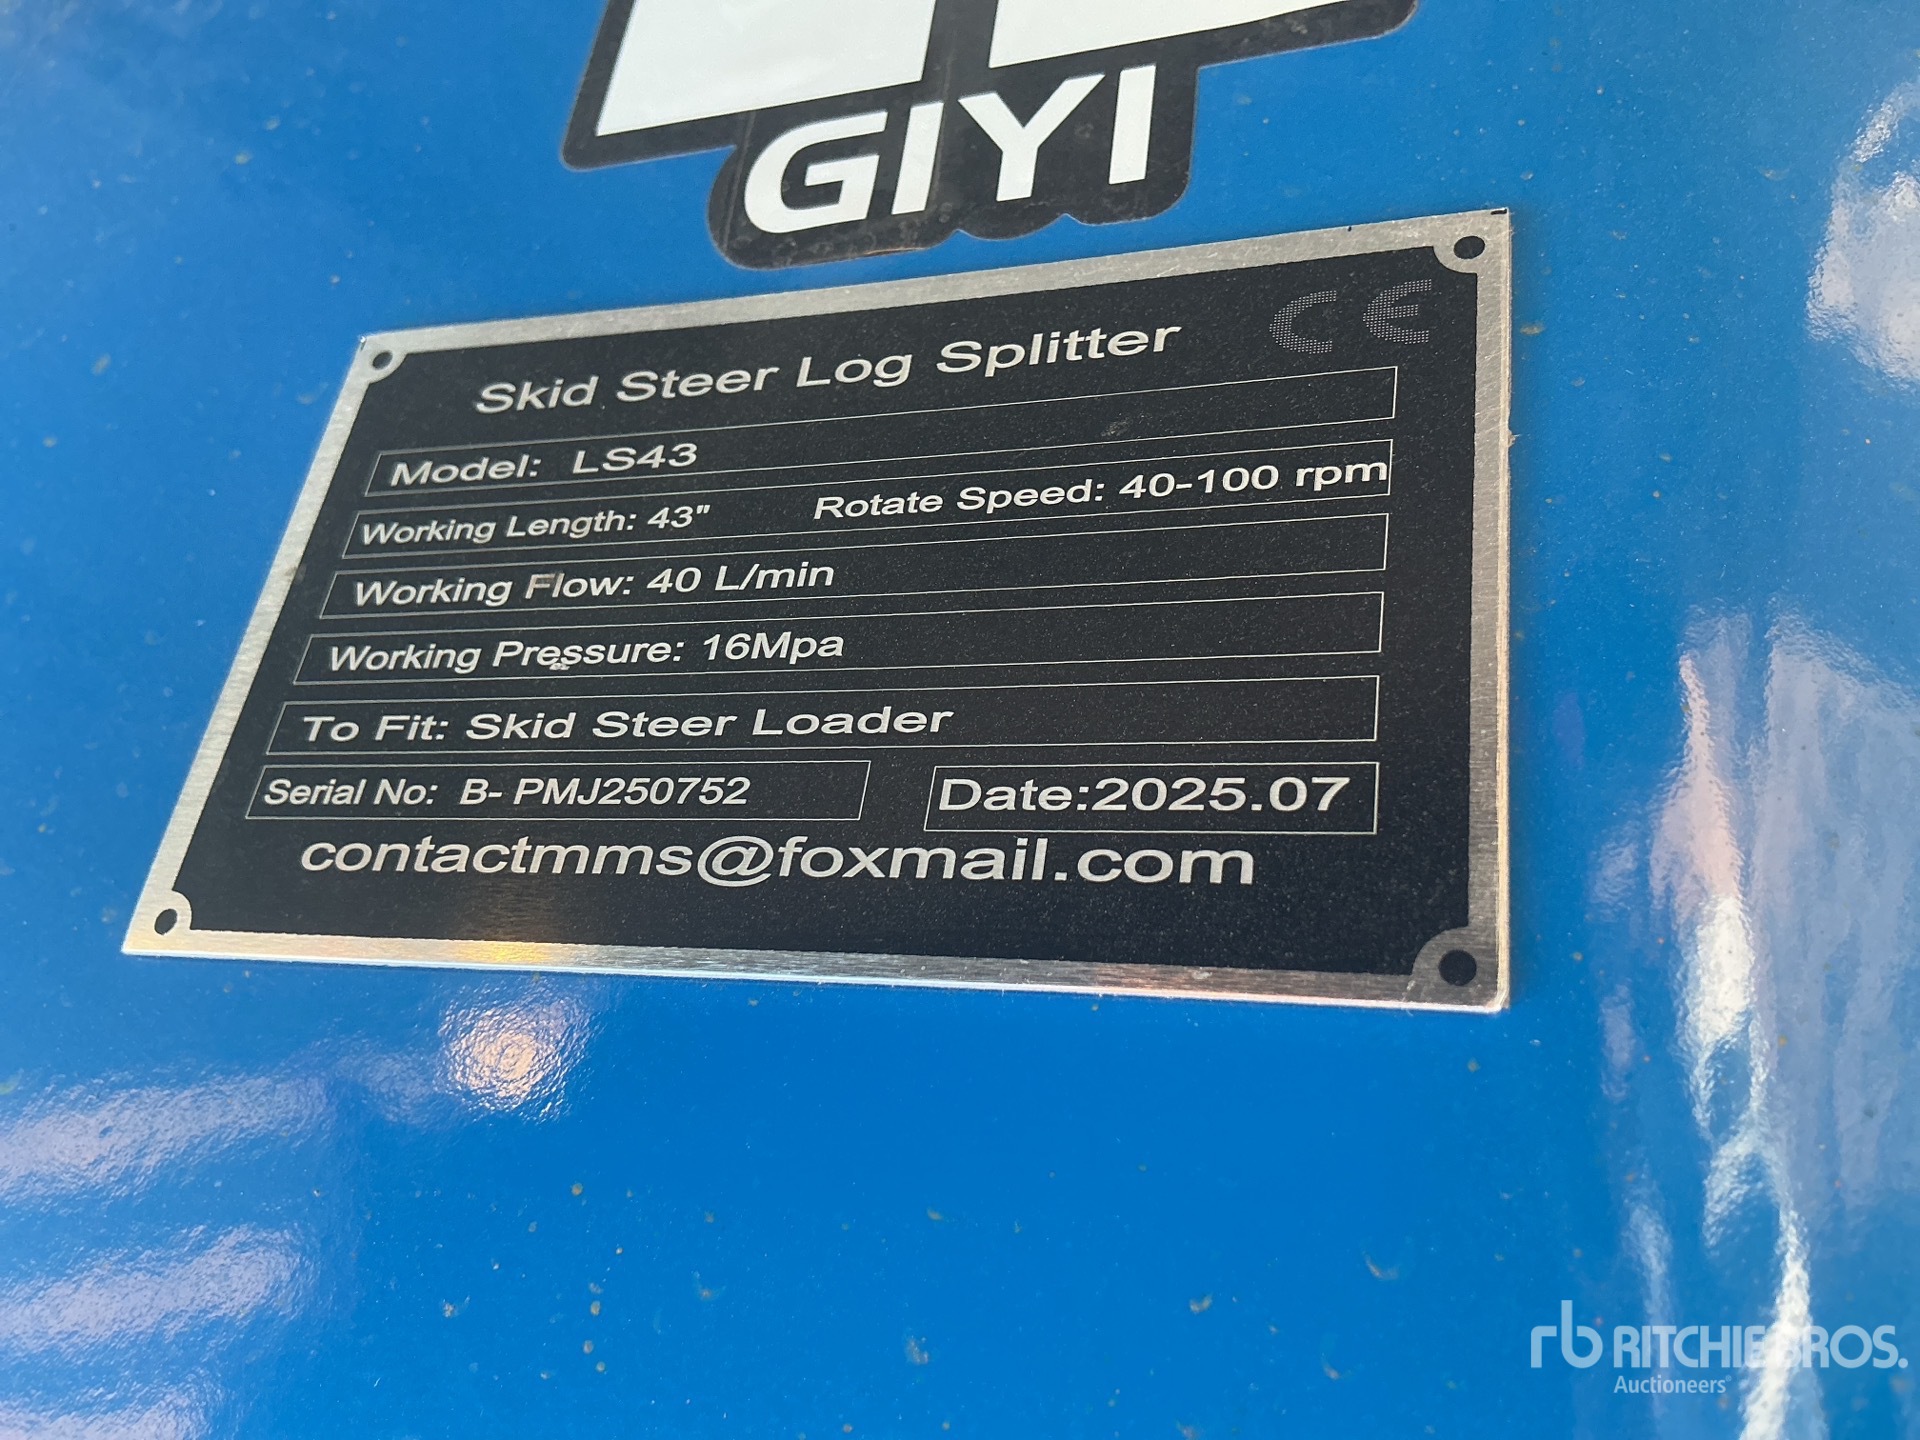 GIYI
Skid Steer Log Splitter CE
Model: LS43
Working Length: 43" Rotate Speed: 40-100 rpm
Working Flow: 40 L/min
Working Pressure: 16Mpa
To Fit: Skid Steer Loader
Serial No: B- PMJ250752 Date:2025.07
contactmms@foxmail.com
rb RITCHIE BROS.
Auctioneers